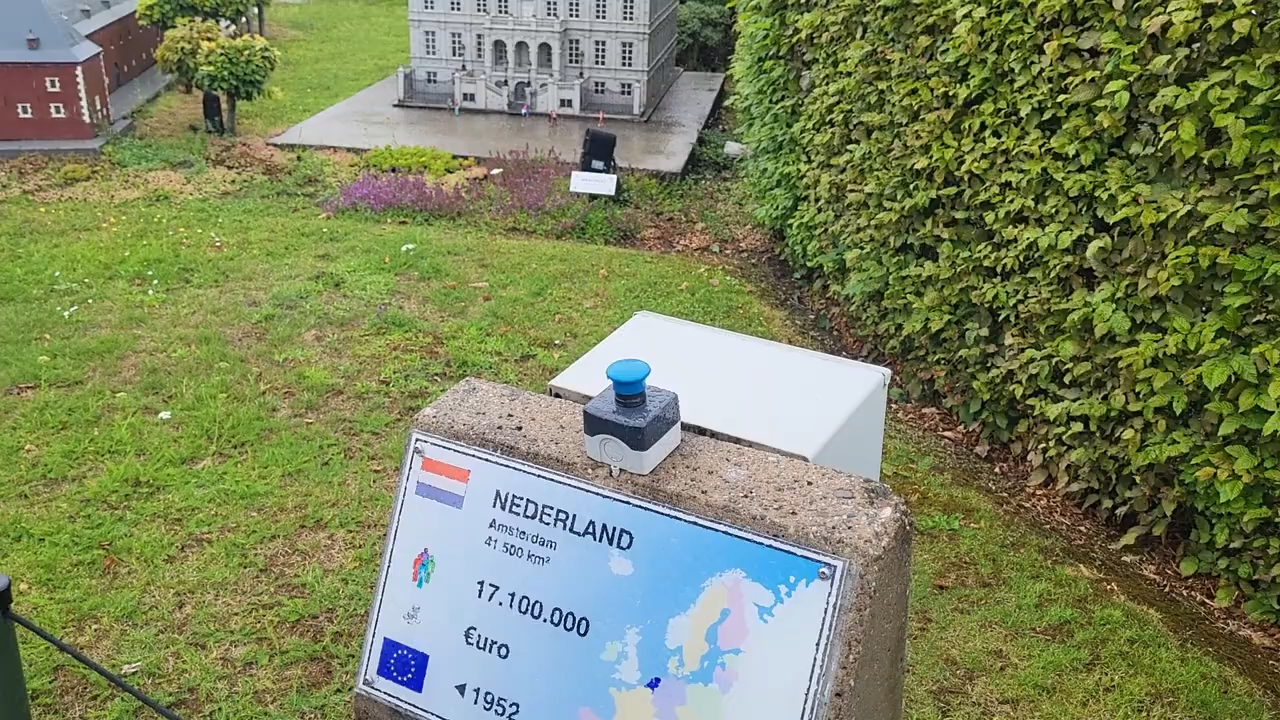 NEDERLAND
Amsterdam
41 500 km²
17.100.000
€uro
◄1952